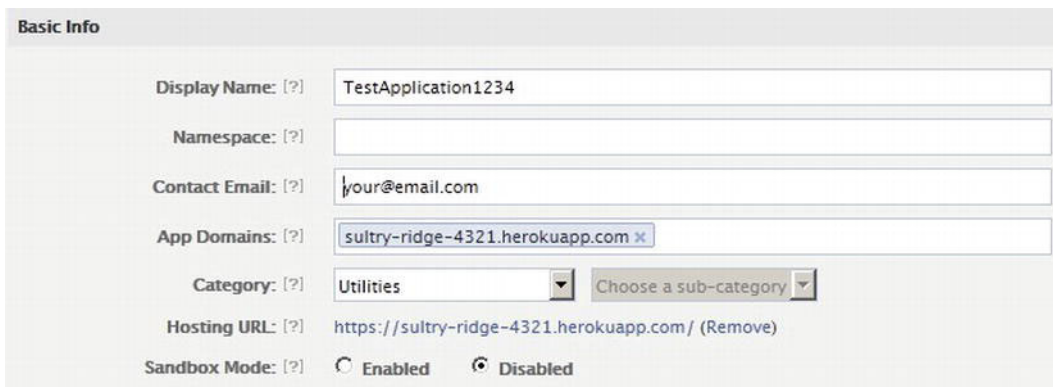 Basic Info
Display Name: [?] TestApplication1234
Namespace: [?]
Contact Email: [?] your@email.com
App Domains: [?] sultry-ridge-4321.herokuapp.com ×
Category: [?] Utilities Choose a sub-category
Hosting URL: [?] https://sultry-ridge-4321.herokuapp.com/ (Remove)
Sandbox Mode: [?] Enabled Disabled